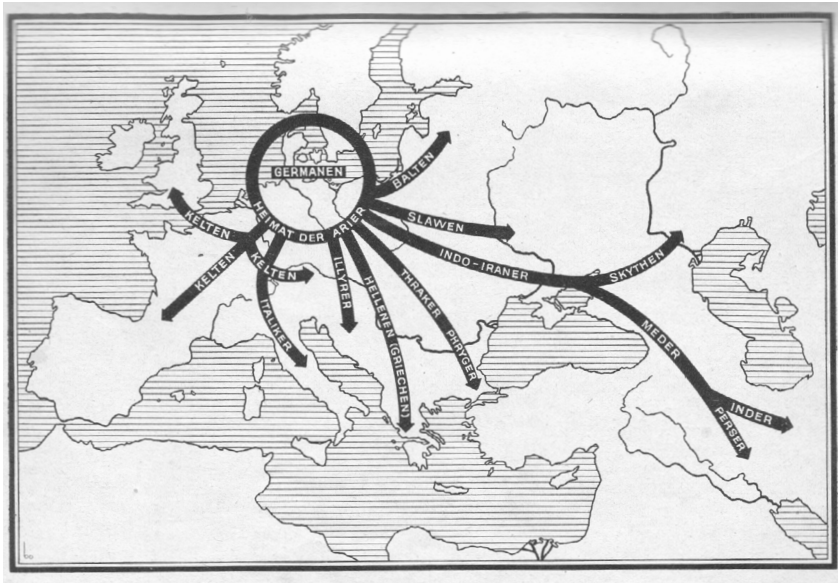 GERMANEN
HEIMAT DER ARIER
BALTEN
SLAWEN
INDO-IRANER
SKYTHEN
MEDER
INDER
PERSER
KELTEN
KELTEN
KELTEN
ITALIKER
ILLYRER
HELLENEN (GRIECHEN)
THRAKER
PHRYGER